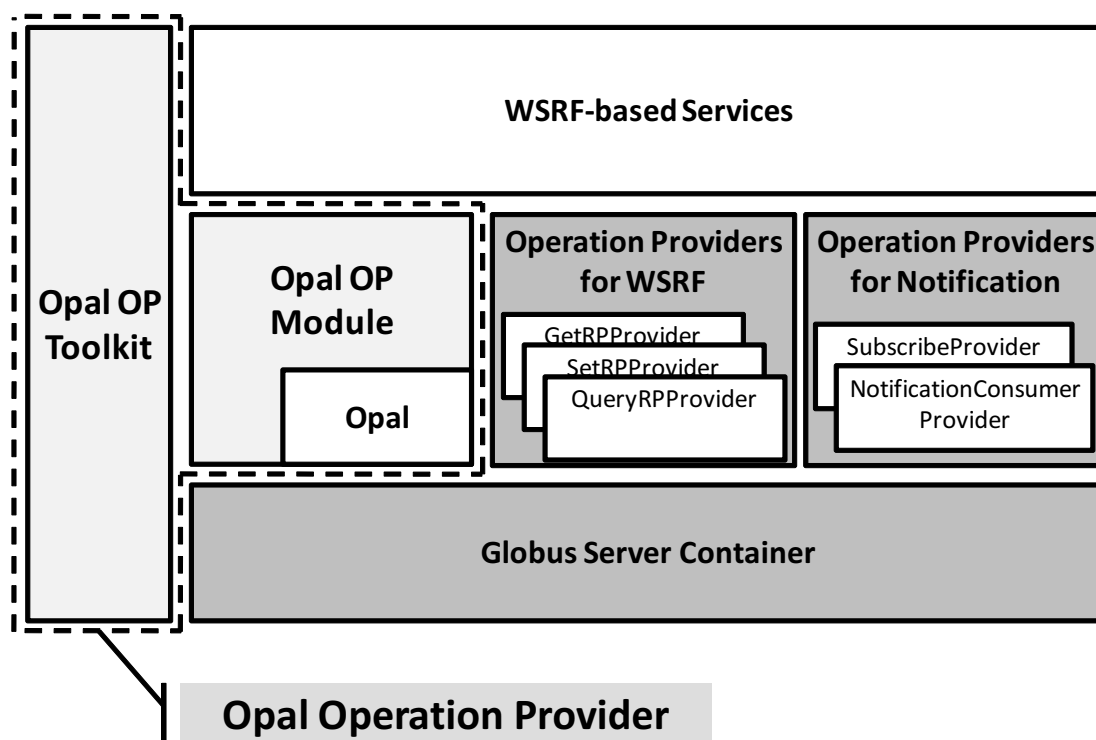 WSRF-based Services
Opal OP
Toolkit
Opal OP
Module
Opal
Operation Providers
for WSRF
GetRPProvider
SetRPProvider
QueryRPProvider
Operation Providers
for Notification
SubscribeProvider
NotificationConsumer
Provider
Globus Server Container
Opal Operation Provider